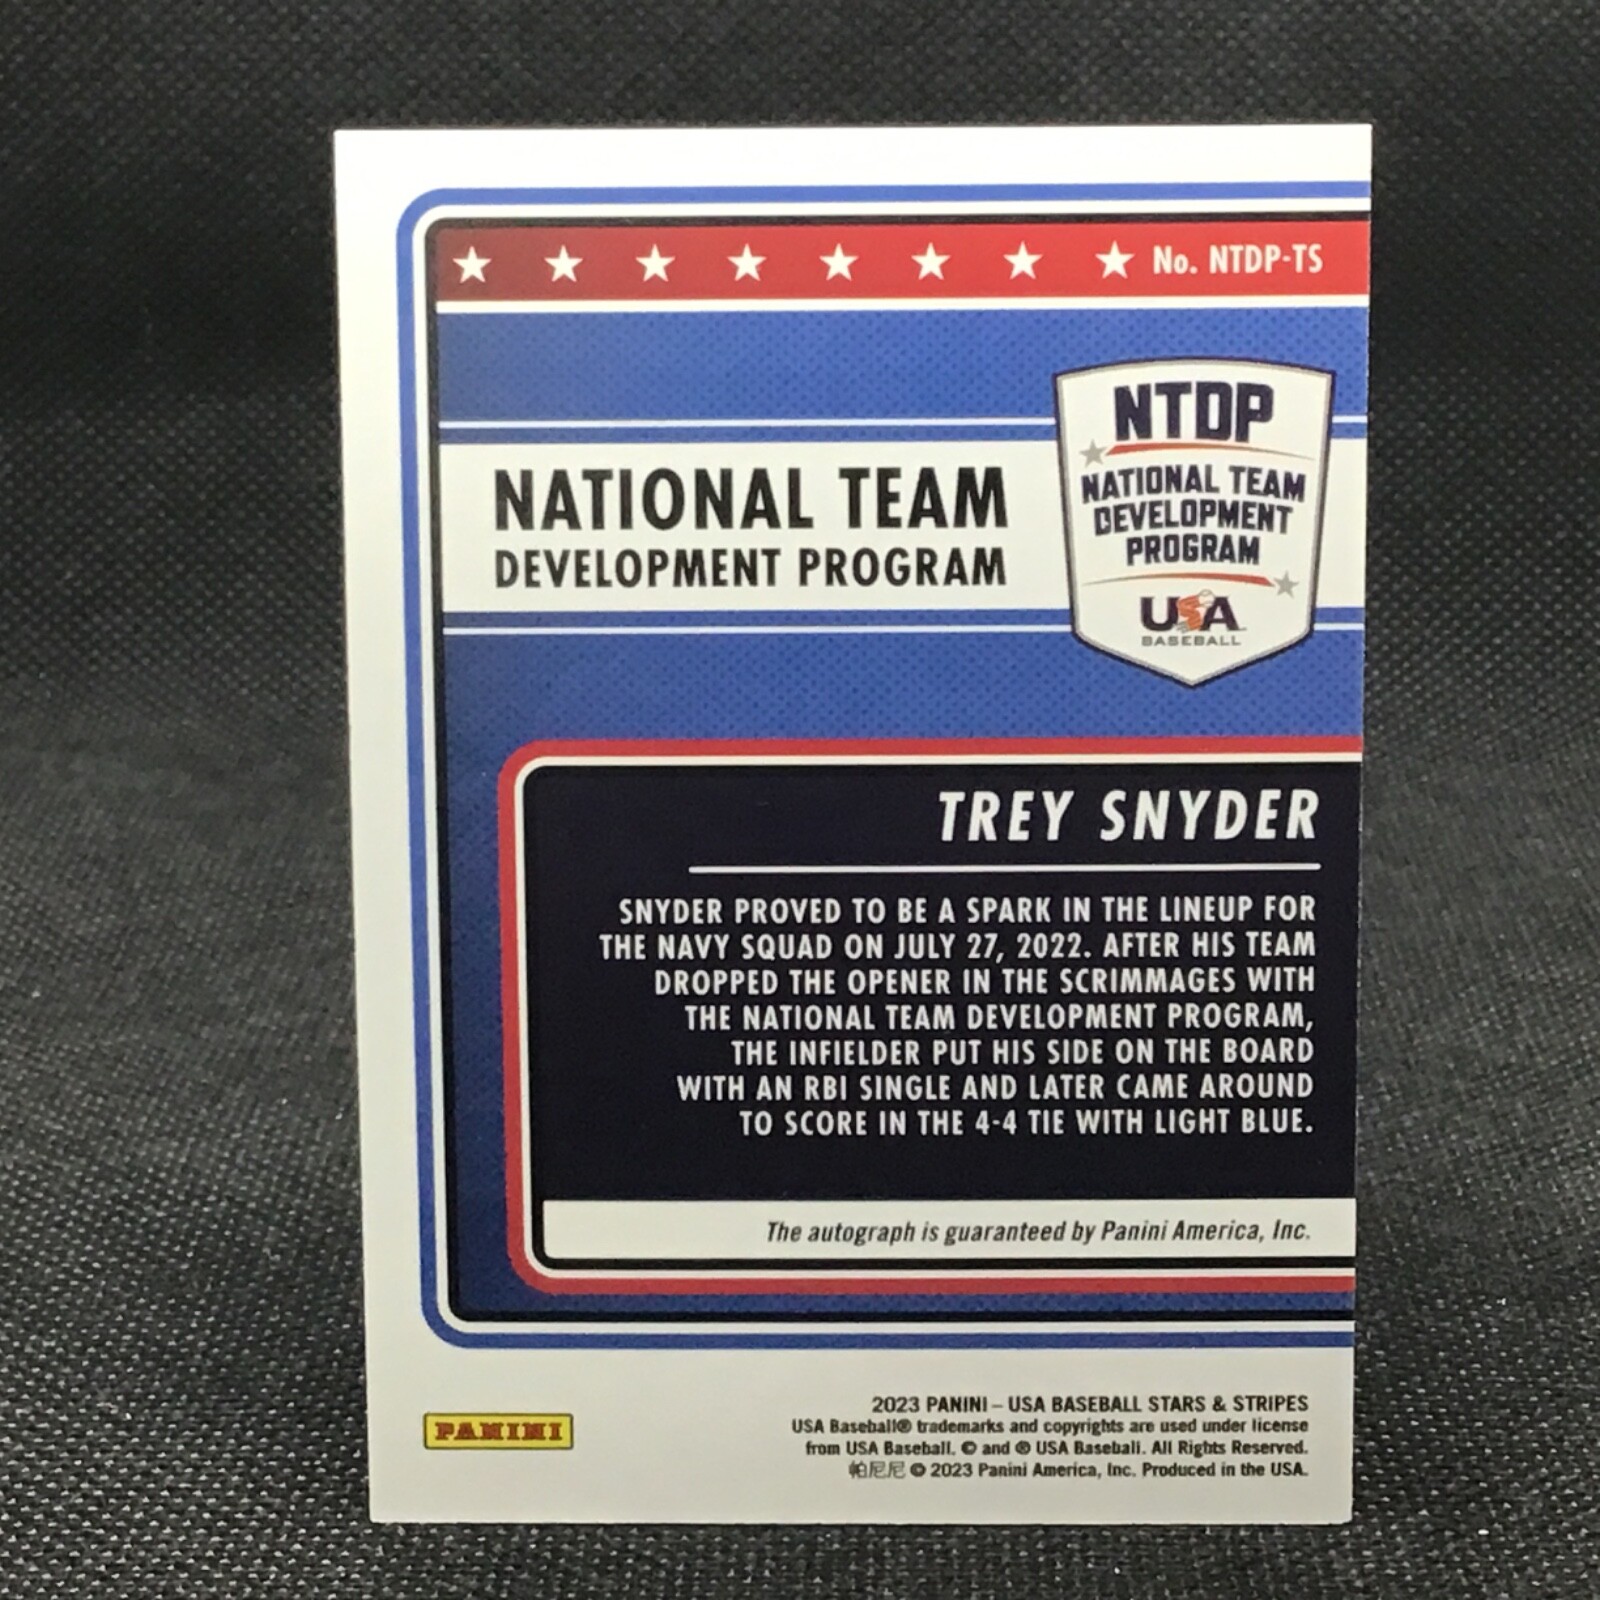 No. NTDP-TS
NATIONAL TEAM
DEVELOPMENT PROGRAM
NTDP
NATIONAL TEAM
DEVELOPMENT
PROGRAM
USA
BASEBALL
TREY SNYDER
SNYDER PROVED TO BE A SPARK IN THE LINEUP FOR
THE NAVY SQUAD ON JULY 27, 2022. AFTER HIS TEAM
DROPPED THE OPENER IN THE SCRIMMAGES WITH
THE NATIONAL TEAM DEVELOPMENT PROGRAM,
THE INFIELDER PUT HIS SIDE ON THE BOARD
WITH AN RBI SINGLE AND LATER CAME AROUND
TO SCORE IN THE 4-4 TIE WITH LIGHT BLUE.
The autograph is guaranteed by Panini America, Inc.
PANINI
2023 PANINI – USA BASEBALL STARS & STRIPES
USA Baseball® trademarks and copyrights are used under license
from USA Baseball. © and ® USA Baseball. All Rights Reserved.
帕尼尼 © 2023 Panini America, Inc. Produced in the USA.